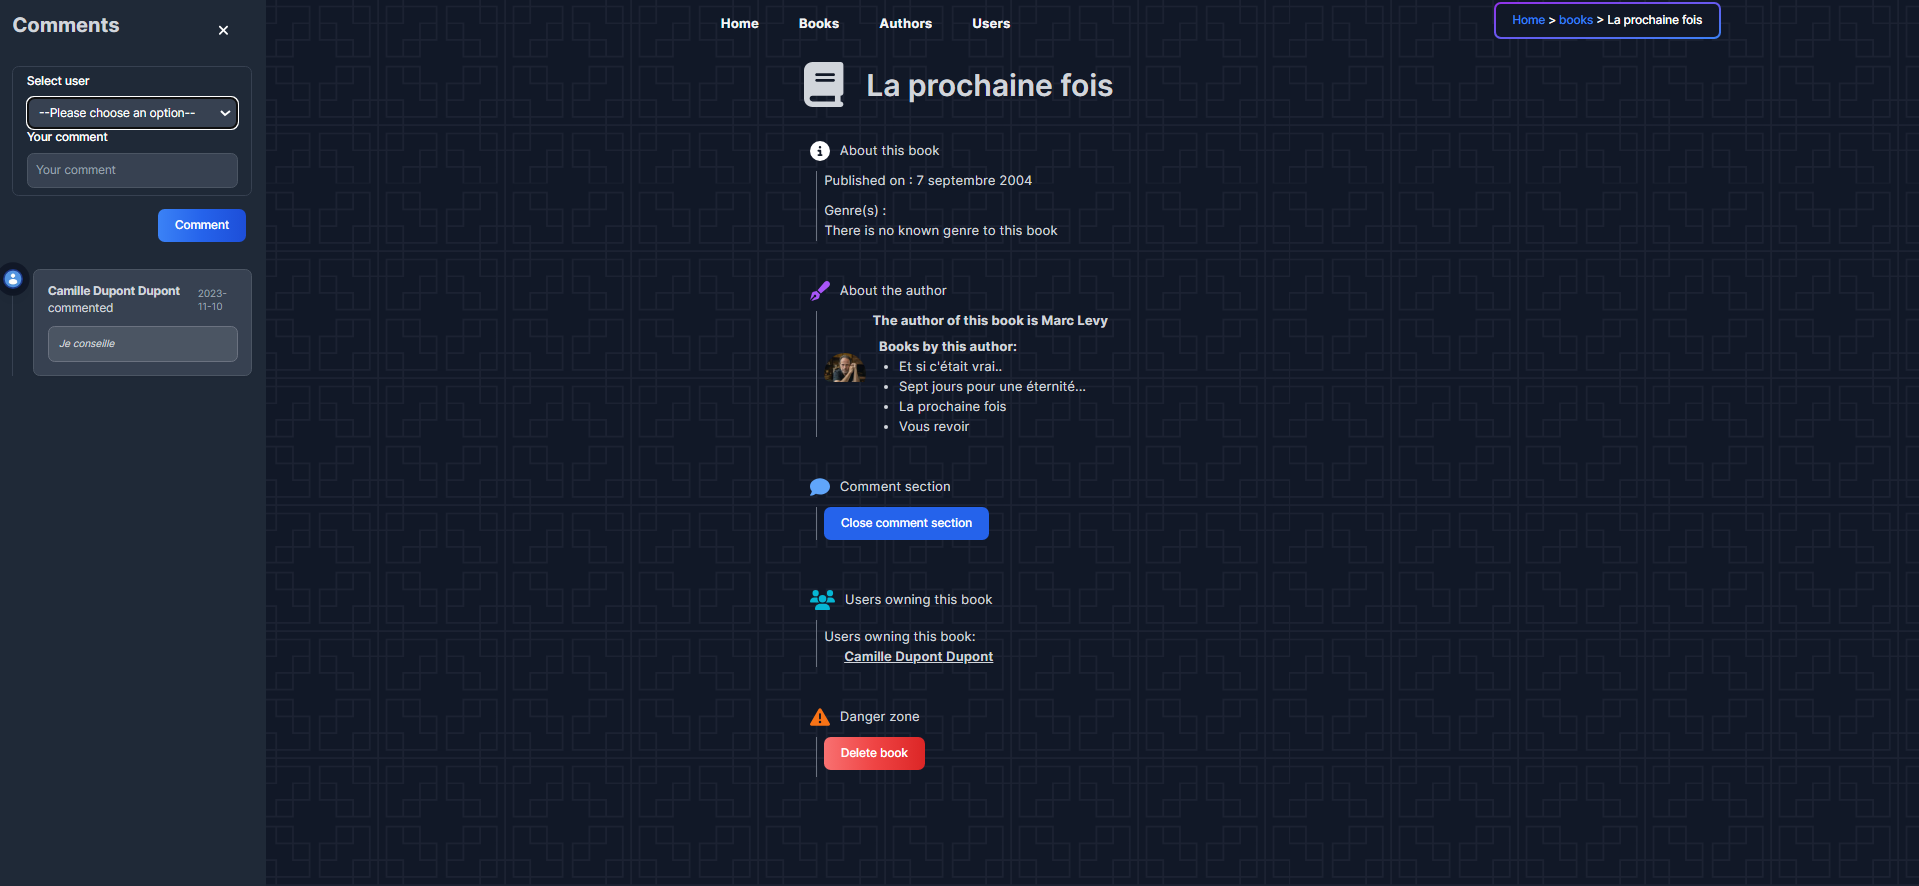 Comments
Select user
--Please choose an option--
Your comment
Your comment
Comment
Camille Dupont Dupont
commented
2023-
11-10
Je conseille
Home Books Authors Users
Home > books > La prochaine fois
La prochaine fois
About this book
Published on : 7 septembre 2004
Genre(s) :
There is no known genre to this book
About the author
The author of this book is Marc Levy
Books by this author:
Et si c'était vrai..
Sept jours pour une éternité...
La prochaine fois
Vous revoir
Comment section
Close comment section
Users owning this book
Users owning this book:
Camille Dupont Dupont
Danger zone
Delete book